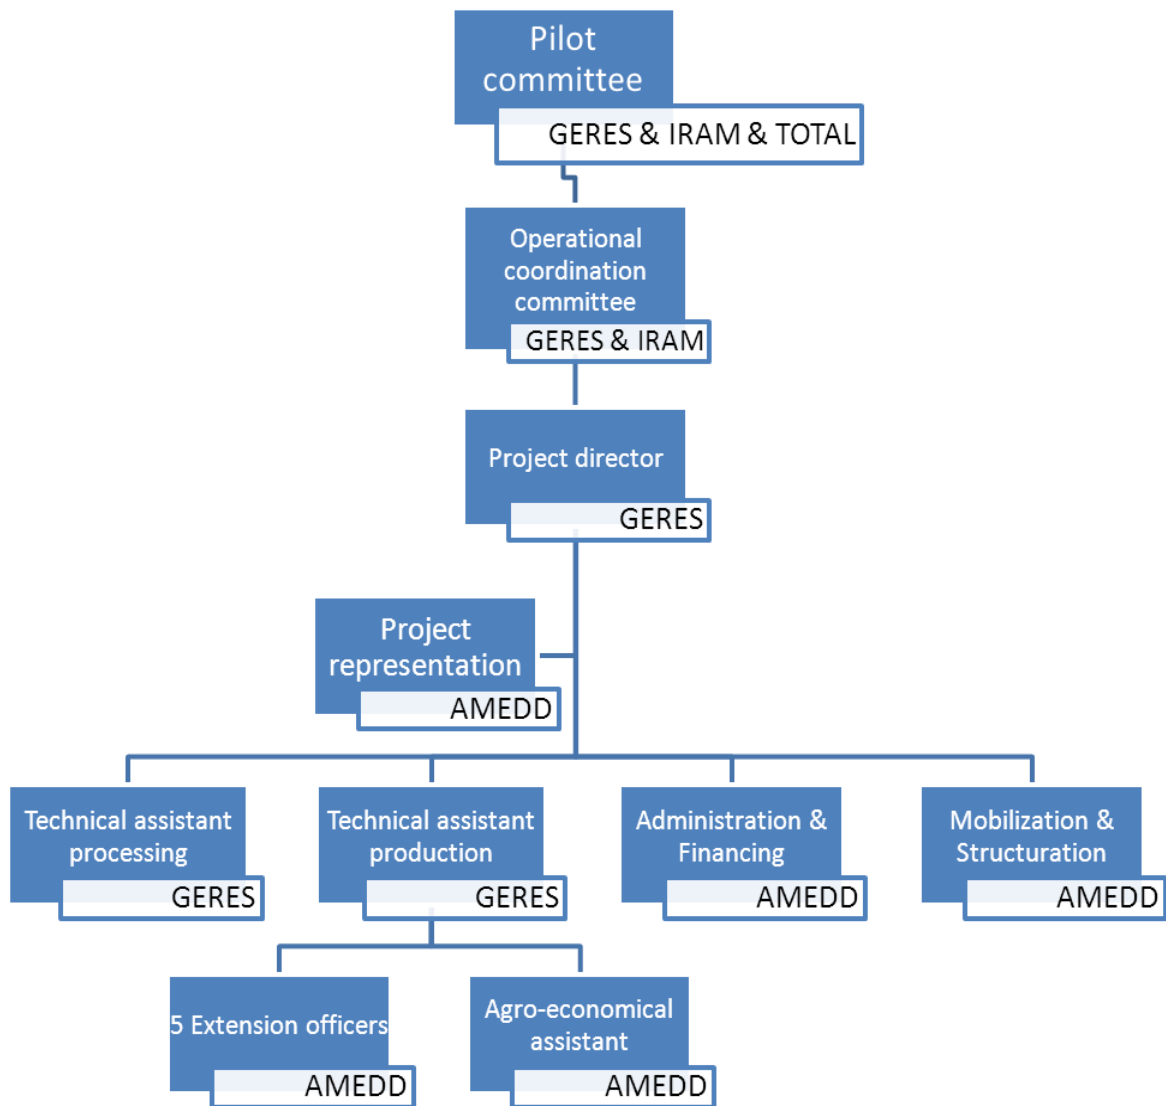 Pilot
committee
GERES & IRAM & TOTAL
Operational
coordination
committee
GERES & IRAM
Project director
GERES
Project
representation
AMEDD
Technical assistant
processing
GERES
Technical assistant
production
GERES
Administration &
Financing
AMEDD
Mobilization &
Structuration
AMEDD
5 Extension officers
AMEDD
Agro-economical
assistant
AMEDD